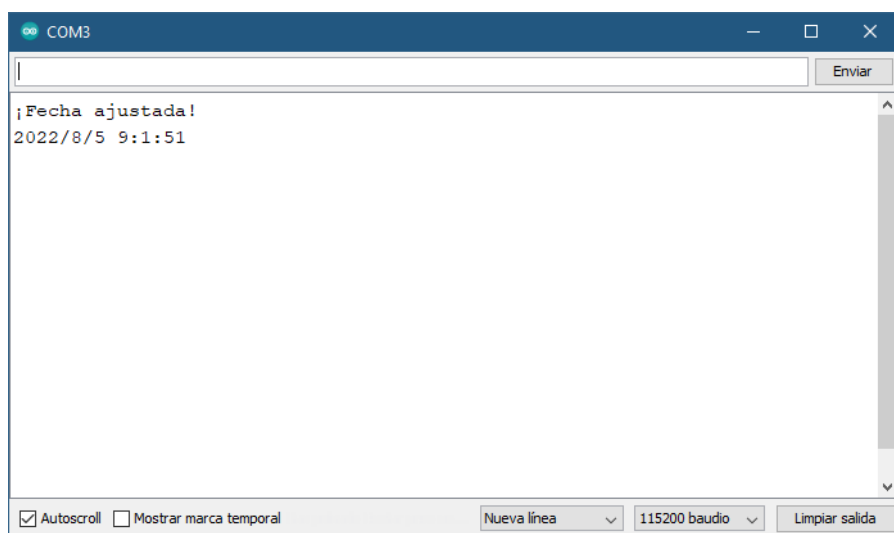 COM3
Enviar
¡Fecha ajustada!
2022/8/5 9:1:51
Autoscroll Mostrar marca temporal Nueva línea 115200 baudio Limpiar salida